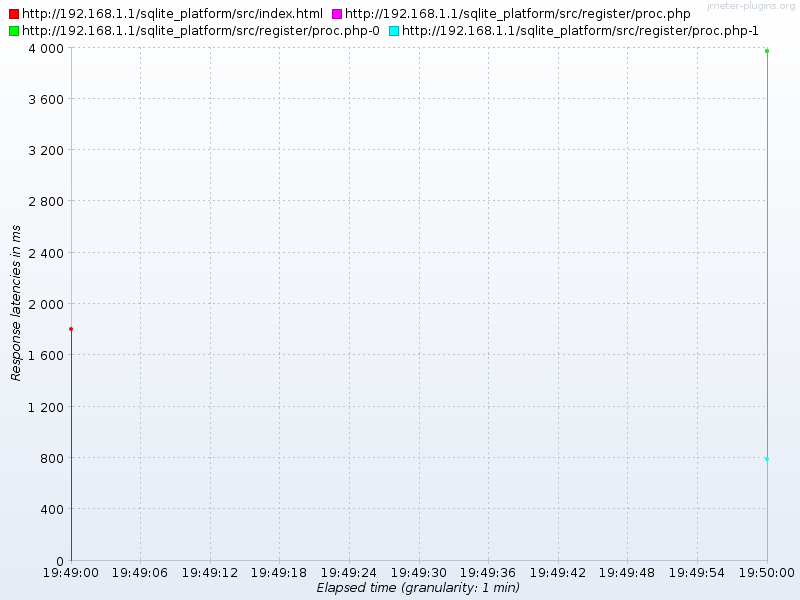 jmeter-plugins.org
http://192.168.1.1/sqlite_platform/src/index.html http://192.168.1.1/sqlite_platform/src/register/proc.php
http://192.168.1.1/sqlite_platform/src/register/proc.php-0 http://192.168.1.1/sqlite_platform/src/register/proc.php-1
4 000
3 600
3 200
2 800
2 400
2 000
1 600
1 200
800
400
0
Response latencies in ms
19:49:00 19:49:06 19:49:12 19:49:18 19:49:24 19:49:30 19:49:36 19:49:42 19:49:48 19:49:54 19:50:00
Elapsed time (granularity: 1 min)